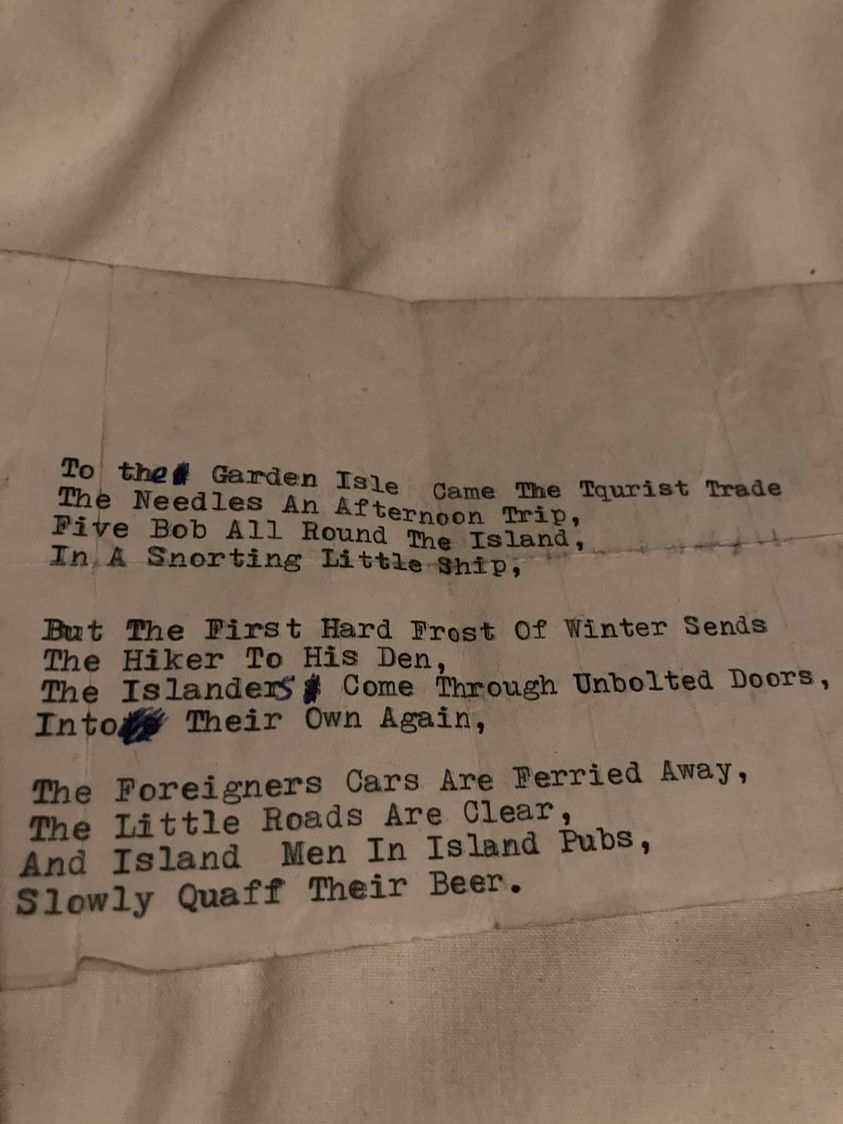 To the Garden Isle Came The Tqurist Trade
The Needles An Afternoon Trip,
Five Bob All Round The Island,
In A Snorting Little Ship,
But The First Hard Frost Of Winter Sends
The Hiker To His Den,
The Islanders Come Through Unbolted Doors,
Into Their Own Again,
The Foreigners Cars Are Ferried Away,
The Little Roads Are Clear,
And Island Men In Island Pubs,
Slowly Quaff Their Beer.